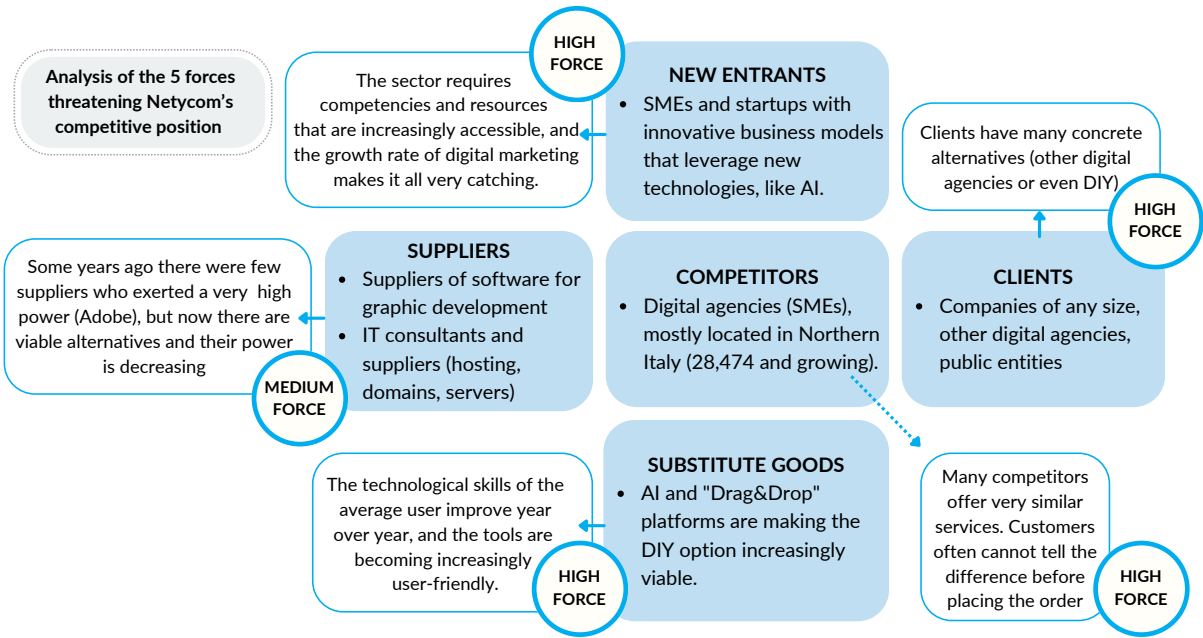 Analysis of the 5 forces
threatening Netycom's
competitive position
The sector requires
competencies and resources
that are increasingly accessible, and
the growth rate of digital marketing
makes it all very catching.
HIGH
FORCE
NEW ENTRANTS
• SMEs and startups with
innovative business models
that leverage new
technologies, like AI.
Clients have many concrete
alternatives (other digital
agencies or even DIY)
HIGH
FORCE
Some years ago there were few
suppliers who exerted a very  high
power (Adobe), but now there are
viable alternatives and their power
is decreasing
MEDIUM
FORCE
SUPPLIERS
• Suppliers of software for
graphic development
• IT consultants and
suppliers (hosting,
domains, servers)
COMPETITORS
• Digital agencies (SMEs),
mostly located in Northern
Italy (28,474 and growing).
CLIENTS
• Companies of any size,
other digital agencies,
public entities
The technological skills of the
average user improve year
over year, and the tools are
becoming increasingly
user-friendly.
HIGH
FORCE
SUBSTITUTE GOODS
• AI and "Drag&Drop"
platforms are making the
DIY option increasingly
viable.
Many competitors
offer very similar
services. Customers
often cannot tell the
difference before
placing the order
HIGH
FORCE